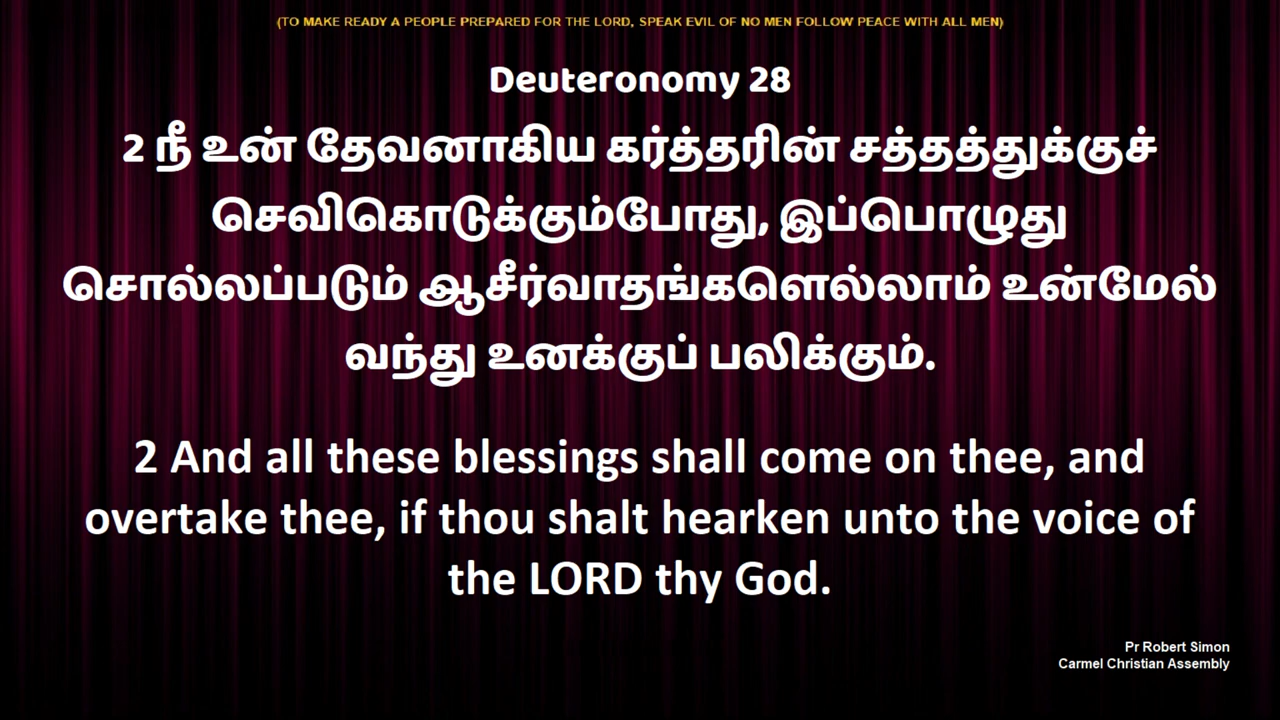 (TO MAKE READY A PEOPLE PREPARED FOR THE LORD, SPEAK EVIL OF NO MEN FOLLOW PEACE WITH ALL MEN)
Deuteronomy 28
2 நீ உன் தேவனாகிய கர்த்தரின் சத்தத்துக்குச்
செவிகொடுக்கும்போது, இப்பொழுது
சொல்லப்படும் ஆசீர்வாதங்களெல்லாம் உன்மேல்
வந்து உனக்குப் பலிக்கும்.
2 And all these blessings shall come on thee, and
overtake thee, if thou shalt hearken unto the voice of
the LORD thy God.
Pr Robert Simon
Carmel Christian Assembly